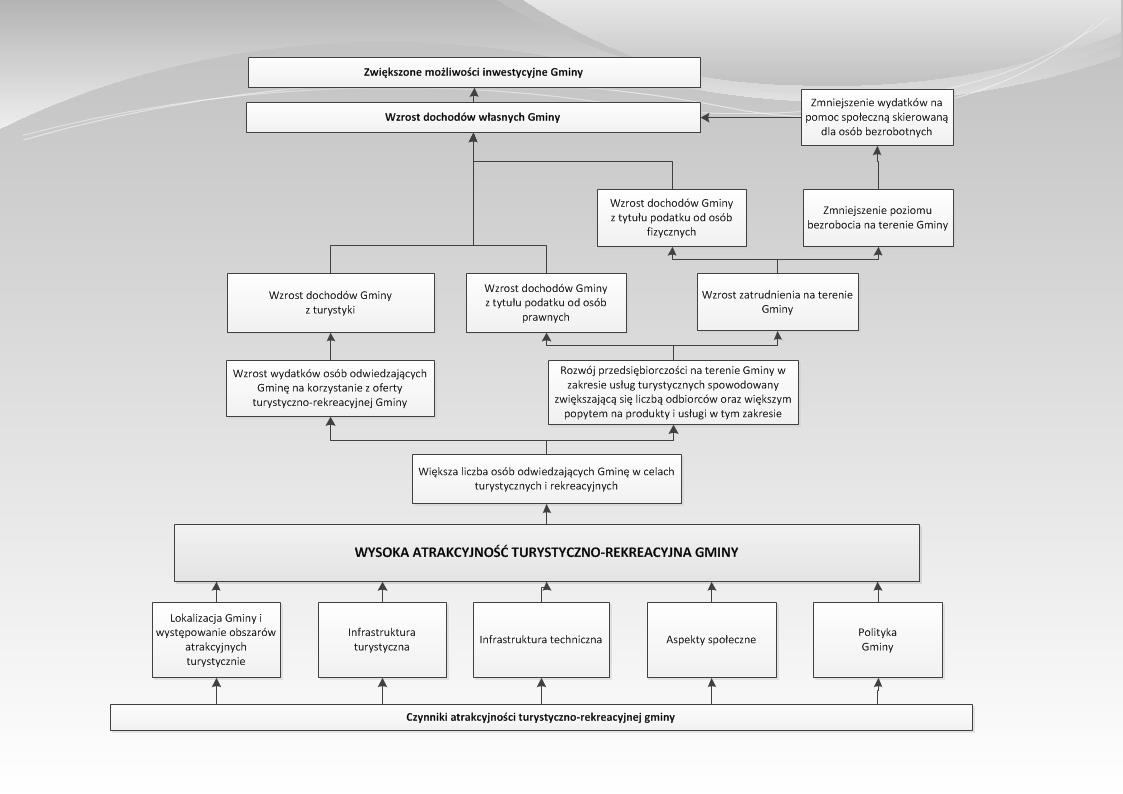 Zwiększone możliwości inwestycyjne Gminy
Wzrost dochodów własnych Gminy
Zmniejszenie wydatków na
pomoc społeczną skierowaną
dla osób bezrobotnych
Wzrost dochodów Gminy
z tytułu podatku od osób
fizycznych
Zmniejszenie poziomu
bezrobocia na terenie Gminy
Wzrost dochodów Gminy
z turystyki
Wzrost dochodów Gminy
z tytułu podatku od osób
prawnych
Wzrost zatrudnienia na terenie
Gminy
Wzrost wydatków osób odwiedzających
Gminę na korzystanie z oferty
turystyczno-rekreacyjnej Gminy
Rozwój przedsiębiorczości na terenie Gminy w
zakresie usług turystycznych spowodowany
zwiększającą się liczbą odbiorców oraz większym
popytem na produkty i usługi w tym zakresie
Większa liczba osób odwiedzających Gminę w celach
turystycznych i rekreacyjnych
WYSOKA ATRAKCYJNOŚĆ TURYSTYCZNO-REKREACYJNA GMINY
Lokalizacja Gminy i
występowanie obszarów
atrakcyjnych
turystycznie
Infrastruktura
turystyczna
Infrastruktura techniczna
Aspekty społeczne
Polityka
Gminy
Czynniki atrakcyjności turystyczno-rekreacyjnej gminy